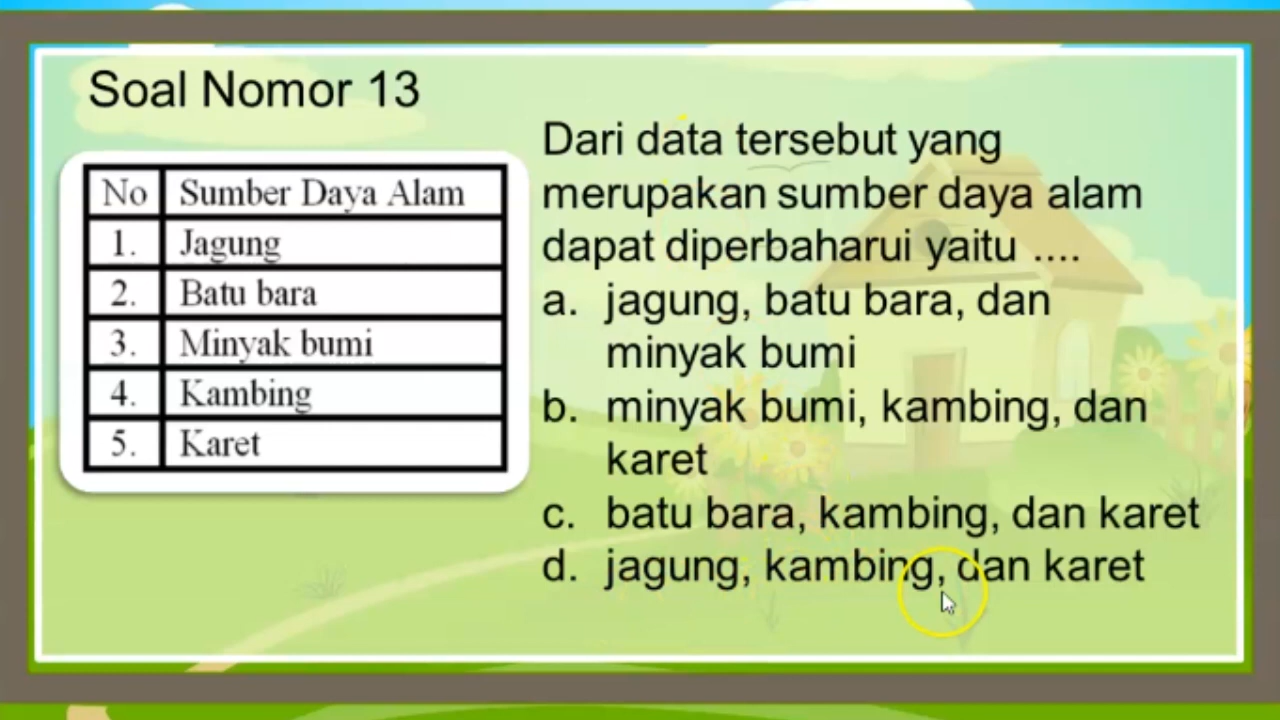 Soal Nomor 13
No Sumber Daya Alam
1. Jagung
2. Batu bara
3. Minyak bumi
4. Kambing
5. Karet
Dari data tersebut yang
merupakan sumber daya alam
dapat diperbaharui yaitu ....
a. jagung, batu bara, dan
minyak bumi
b. minyak bumi, kambing, dan
karet
c. batu bara, kambing, dan karet
d. jagung, kambing, dan karet